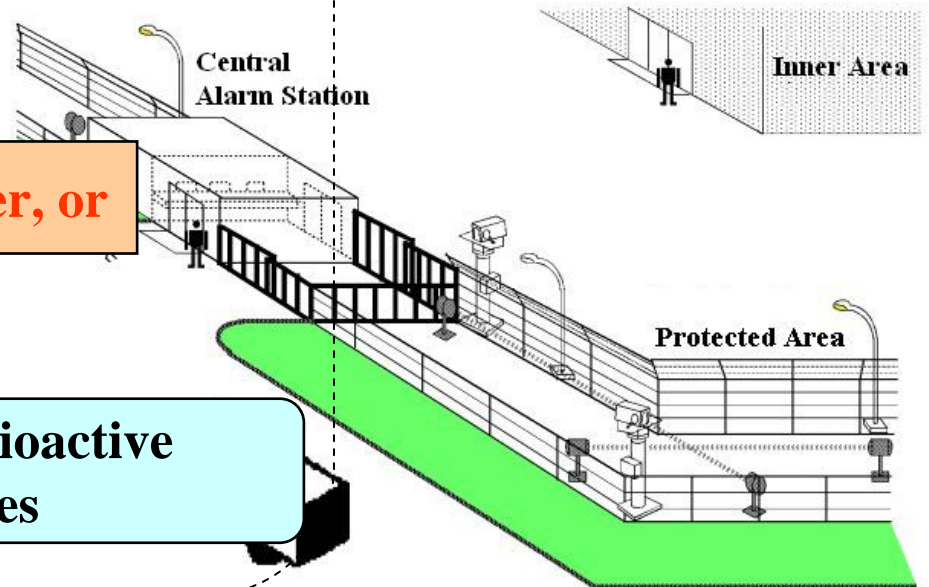 Central
Alarm Station
Inner Area
er, or
Protected Area
ioactive
es